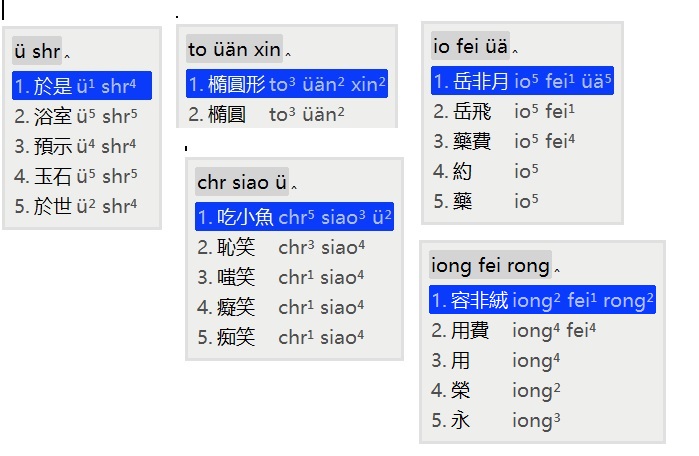 ü shr‸
1. 於是 ü¹ shr⁴
2. 浴室 ü⁵ shr⁵
3. 預示 ü⁴ shr⁴
4. 玉石 ü⁵ shr⁵
5. 於世 ü² shr⁴
to üän xin‸
1. 橢圓形 to³ üän² xin²
2. 橢圓 to³ üän²
chr siao ü‸
1. 吃小魚 chr⁵ siao³ ü²
2. 恥笑 chr³ siao⁴
3. 嗤笑 chr¹ siao⁴
4. 癡笑 chr¹ siao⁴
5. 痴笑 chr¹ siao⁴
io fei üä‸
1. 岳非月 io⁵ fei¹ üä⁵
2. 岳飛 io⁵ fei¹
3. 藥費 io⁵ fei⁴
4. 約 io⁵
5. 藥 io⁵
iong fei rong‸
1. 容非絨 iong² fei¹ rong²
2. 用費 iong⁴ fei⁴
3. 用 iong⁴
4. 榮 iong²
5. 永 iong³